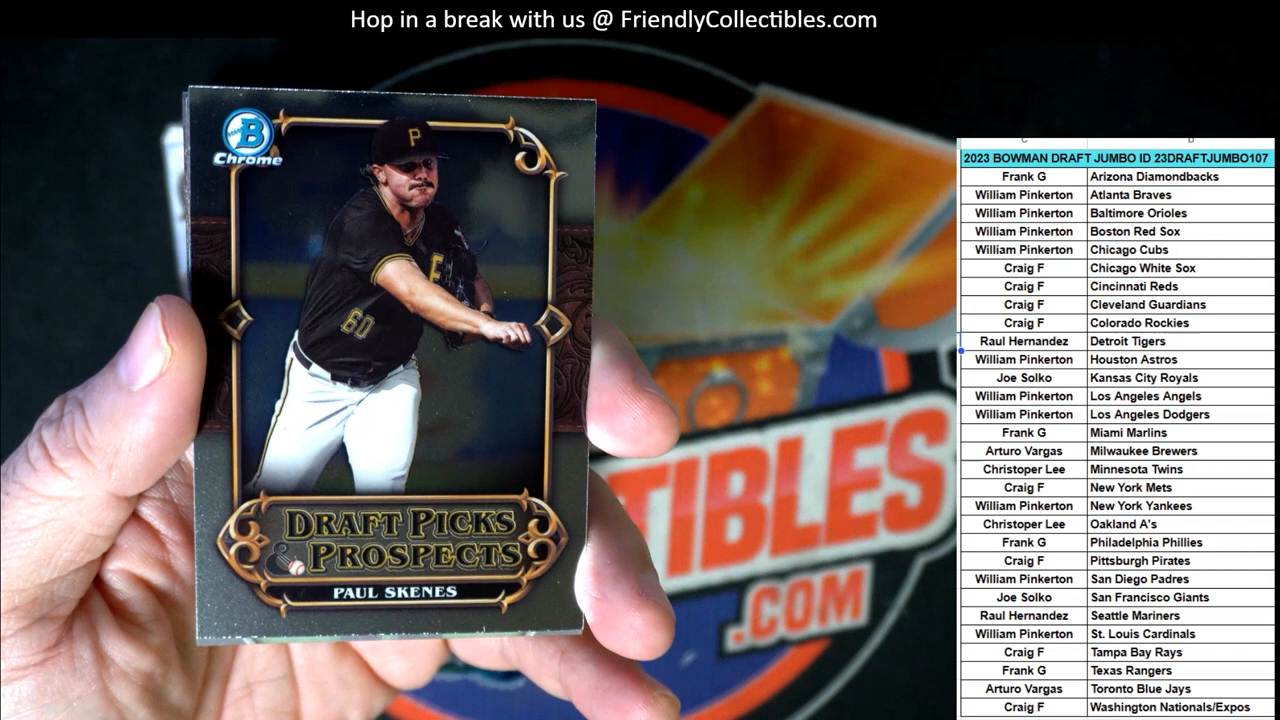 Hop in a break with us @ FriendlyCollectibles.com
B
Chrome
P
60
DRAFT PICKS
& PROSPECTS
PAUL SKENES
TIBLES
.COM
C D
2023 BOWMAN DRAFT JUMBO ID 23DRAFTJUMBO107
Frank G Arizona Diamondbacks
William Pinkerton Atlanta Braves
William Pinkerton Baltimore Orioles
William Pinkerton Boston Red Sox
William Pinkerton Chicago Cubs
Craig F Chicago White Sox
Craig F Cincinnati Reds
Craig F Cleveland Guardians
Craig F Colorado Rockies
Raul Hernandez Detroit Tigers
William Pinkerton Houston Astros
Joe Solko Kansas City Royals
William Pinkerton Los Angeles Angels
William Pinkerton Los Angeles Dodgers
Frank G Miami Marlins
Arturo Vargas Milwaukee Brewers
Christoper Lee Minnesota Twins
Craig F New York Mets
William Pinkerton New York Yankees
Christoper Lee Oakland A's
Frank G Philadelphia Phillies
Craig F Pittsburgh Pirates
William Pinkerton San Diego Padres
Joe Solko San Francisco Giants
Raul Hernandez Seattle Mariners
William Pinkerton St. Louis Cardinals
Craig F Tampa Bay Rays
Frank G Texas Rangers
Arturo Vargas Toronto Blue Jays
Craig F Washington Nationals/Expos